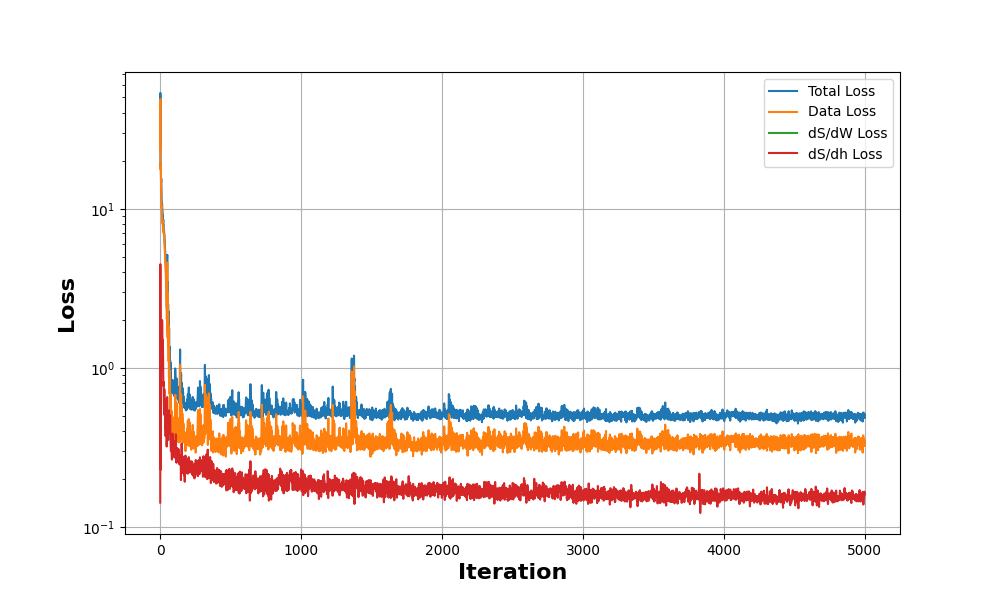 Total Loss
Data Loss
dS/dW Loss
dS/dh Loss
Loss
10¹
10⁰
10⁻¹
0 1000 2000 3000 4000 5000
Iteration